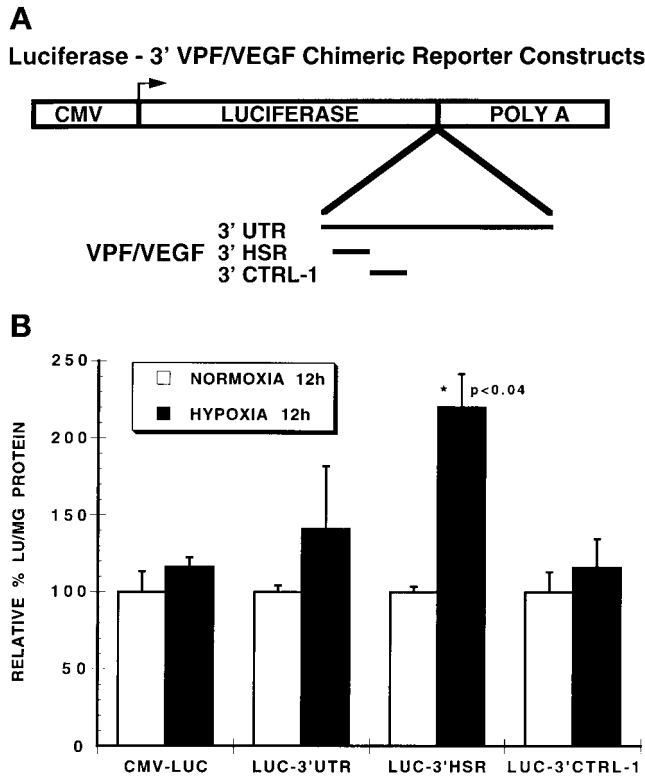 A
Luciferase - 3' VPF/VEGF Chimeric Reporter Constructs
CMV LUCIFERASE POLY A
3' UTR
VPF/VEGF 3' HSR
3' CTRL-1
B
250
200
150
100
50
0
RELATIVE % LU/MG PROTEIN
NORMOXIA 12h
HYPOXIA 12h
* p<0.04
CMV-LUC LUC-3'UTR LUC-3'HSR LUC-3'CTRL-1